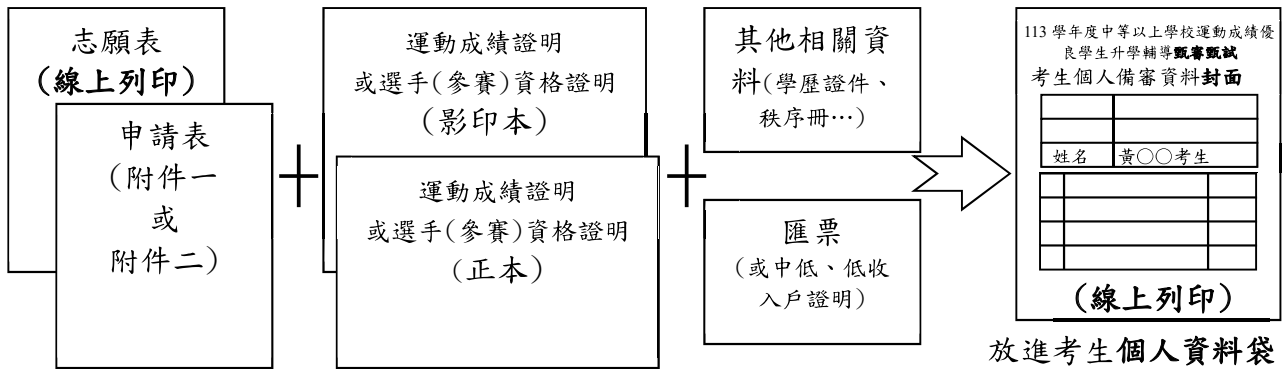 志願表
(線上列印)
申請表
(附件一
或
附件二)
運動成績證明
或選手(參賽)資格證明
(影印本)
運動成績證明
或選手(參賽)資格證明
(正本)
其他相關資
料(學歷證件、
秩序冊…)
匯票
(或中低、低收
入戶證明)
113 學年度中等以上學校運動成績優
良學生升學輔導甄審甄試
考生個人備審資料封面
姓名 黃○○考生
(線上列印)
放進考生個人資料袋